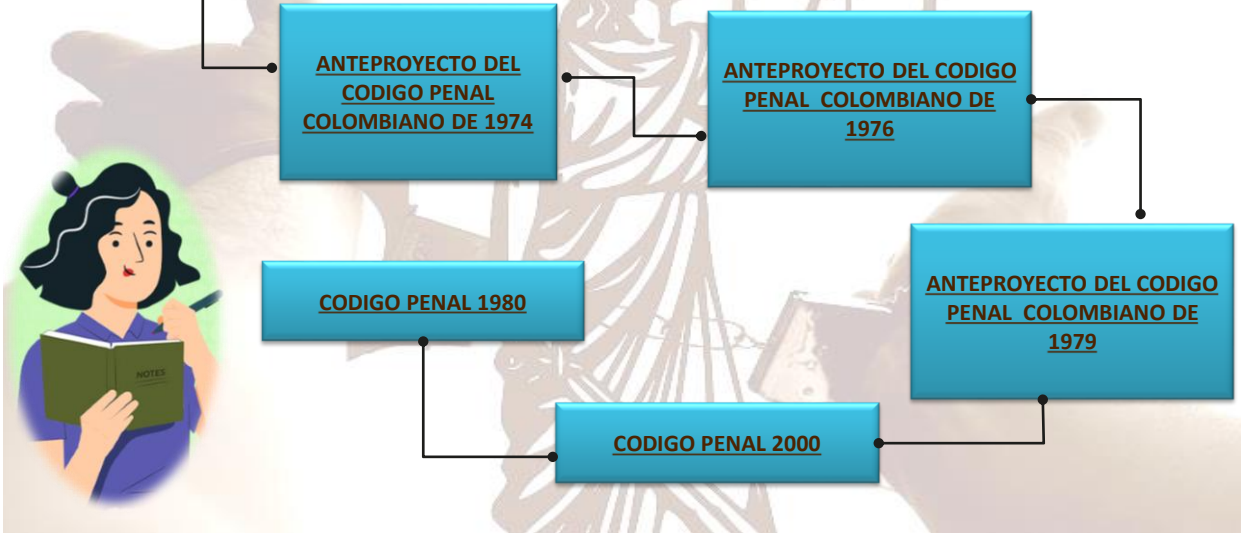 ANTEPROYECTO DEL
CODIGO PENAL
COLOMBIANO DE 1974
ANTEPROYECTO DEL CODIGO
PENAL COLOMBIANO DE
1976
ANTEPROYECTO DEL CODIGO
PENAL COLOMBIANO DE
1979
CODIGO PENAL 1980
CODIGO PENAL 2000
NOTES